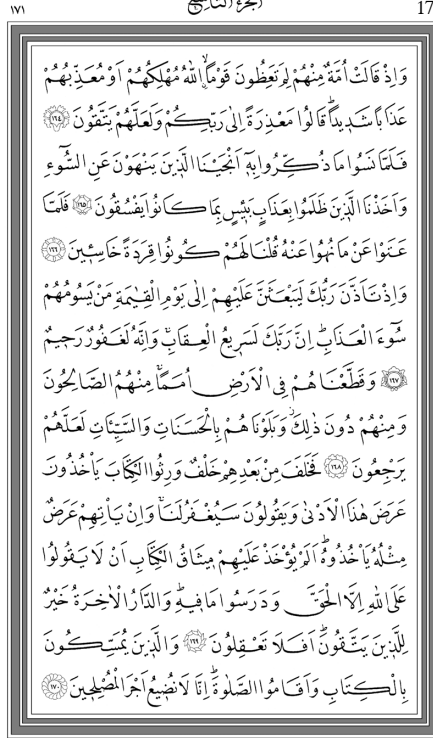 ١٧١ الجزء التاسع 17
وَاِذْ قَالَتْ اُمَّةٌ مِنْهُمْ لِمَ تَعِظُونَ قَوْمًاۙ اللّٰهُ مُهْلِكُهُمْ اَوْ مُعَذِّبُهُمْ
عَذَابًا شَد۪يدًاۜ قَالُوا مَعْذِرَةً اِلٰى رَبِّكُمْ وَلَعَلَّهُمْ يَتَّقُونَ ﴿١٦٤﴾
فَلَمَّا نَسُوا مَا ذُكِّرُوا بِه۪ٓ اَنْجَيْنَا الَّذ۪ينَ يَنْهَوْنَ عَنِ السُّٓوءِ
وَاَخَذْنَا الَّذ۪ينَ ظَلَمُوا بِعَذَابٍ بَـ۪ٔيسٍ بِمَا كَانُوا يَفْسُقُونَ ﴿١٦٥﴾ فَلَمَّا
عَتَوْا عَنْ مَا نُهُوا عَنْهُ قُلْنَا لَهُمْ كُونُوا قِرَدَةً خَاسِـ۪ٔينَ ﴿١٦٦﴾
وَاِذْ تَاَذَّنَ رَبُّكَ لَيَبْعَثَنَّ عَلَيْهِمْ اِلٰى يَوْمِ الْقِيٰمَةِ مَنْ يَسُومُهُمْ
سُٓوءَ الْعَذَابِۜ اِنَّ رَبَّكَ لَسَر۪يعُ الْعِقَابِۚ وَاِنَّهُ لَغَفُورٌ رَح۪يمٌ
﴿١٦٧﴾ وَقَطَّعْنَاهُمْ فِي الْاَرْضِ اُمَمًاۚ مِنْهُمُ الصَّالِحُونَ
وَمِنْهُمْ دُونَ ذٰلِكَۘ وَبَلَوْنَاهُمْ بِالْحَسَنَاتِ وَالسَّيِّـَٔاتِ لَعَلَّهُمْ
يَرْجِعُونَ ﴿١٦٨﴾ فَخَلَفَ مِنْ بَعْدِهِمْ خَلْفٌ وَرِثُوا الْكِتَابَ يَأْخُذُونَ
عَرَضَ هٰذَا الْاَدْنٰى وَيَقُولُونَ سَيُغْفَرُ لَنَاۚ وَاِنْ يَأْتِهِمْ عَرَضٌ
مِثْلُهُ يَأْخُذُوهُۜ اَلَمْ يُؤْخَذْ عَلَيْهِمْ م۪يثَاقُ الْكِتَابِ اَنْ لَا يَقُولُوا
عَلَى اللّٰهِ اِلَّا الْحَقَّ وَدَرَسُوا مَا ف۪يهِۜ وَالدَّارُ الْاٰخِرَةُ خَيْرٌ
لِلَّذ۪ينَ يَتَّقُونَۜ اَفَلَا تَعْقِلُونَ ﴿١٦٩﴾ وَالَّذ۪ينَ يُمَسِّكُونَ
بِالْكِتَابِ وَاَقَامُوا الصَّلٰوةَۜ اِنَّا لَا نُض۪يعُ اَجْرَ الْمُصْلِح۪ينَ ﴿١٧٠﴾